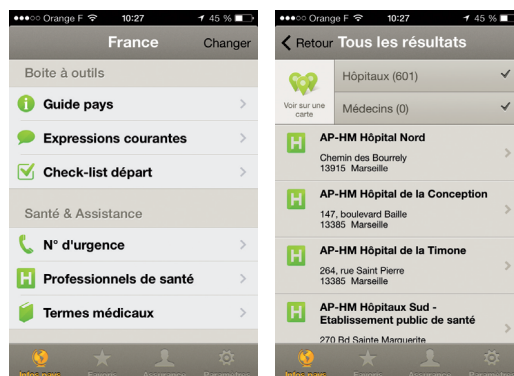 Orange F 10:27 45 %
France Changer
Boite à outils
Guide pays
Expressions courantes
Check-list départ
Santé & Assistance
N° d'urgence
Professionnels de santé
Termes médicaux
Orange F 10:27 45 %
Retour Tous les résultats
Voir sur une
carte
Hôpitaux (601)
Médecins (0)
AP-HM Hôpital Nord
Chemin des Bourrely
13915 Marseille
AP-HM Hôpital de la Conception
147, boulevard Baille
13385 Marseille
AP-HM Hôpital de la Timone
264, rue Saint Pierre
13385 Marseille
AP-HM Hôpitaux Sud -
Etablissement public de santé
270 Bd Sainte Marguerite